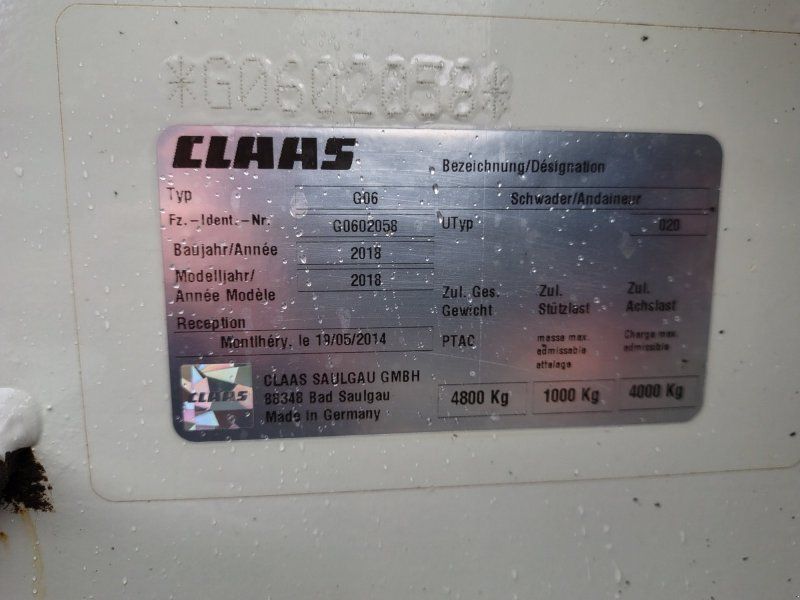 *G0602058*
CLAAS
Bezeichnung/Désignation
Typ G06 Schwader/Andaineur
Fz.-Ident.-Nr. G0602058 UTyp 020
Baujahr/Année 2018
Modelljahr/
Année Modèle 2018
Zul. Ges.
Gewicht
Zul.
Stützlast
Zul.
Achslast
Reception
Montlhéry, le 19/05/2014
PTAC
masse max.
admissable
attelage
Charge max.
admissible
CLAAS
CLAAS SAULGAU GMBH
88348 Bad Saulgau
Made in Germany
4800 Kg 1000 Kg 4000 Kg